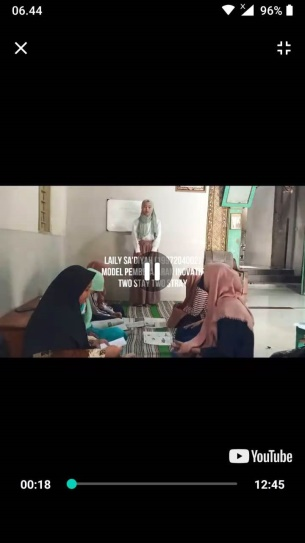 06.44
X
96%
LAILY SA'DIYAH
MODEL INOVATIF
TWO STAY TWO STRAY
YouTube
00:18
12:45